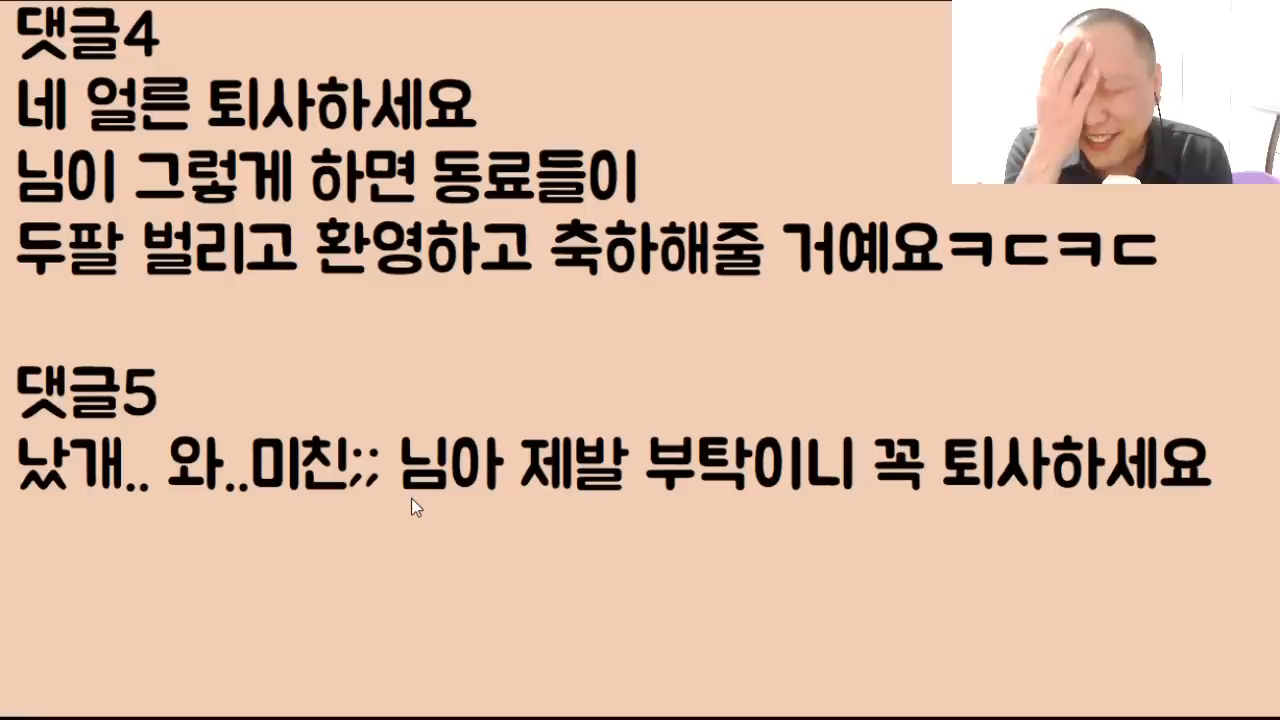 댓글4
네 얼른 퇴사하세요
님이 그렇게 하면 동료들이
두팔 벌리고 환영하고 축하해줄 거예요ㅋㄷㅋㄷ
댓글5
났개.. 와..미친;; 님아 제발 부탁이니 꼭 퇴사하세요